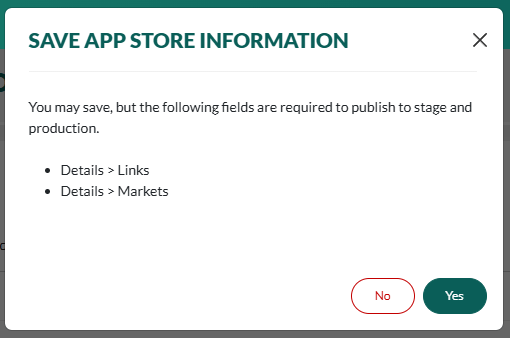 SAVE APP STORE INFORMATION
You may save, but the following fields are required to publish to stage and
production.
• Details > Links
• Details > Markets
No
Yes